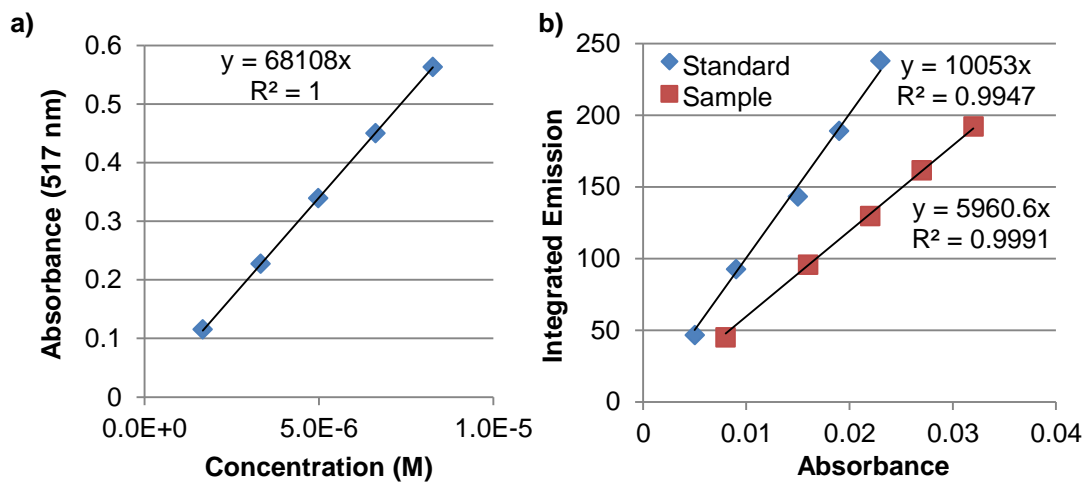 a)
Absorbance (517 nm)
0.6
0.5
0.4
0.3
0.2
0.1
0
y = 68108x
R² = 1
0.0E+0
5.0E-6
1.0E-5
Concentration (M)
b)
Integrated Emission
250
200
150
100
50
0
Standard
Sample
y = 10053x
R² = 0.9947
y = 5960.6x
R² = 0.9991
0
0.01
0.02
0.03
0.04
Absorbance